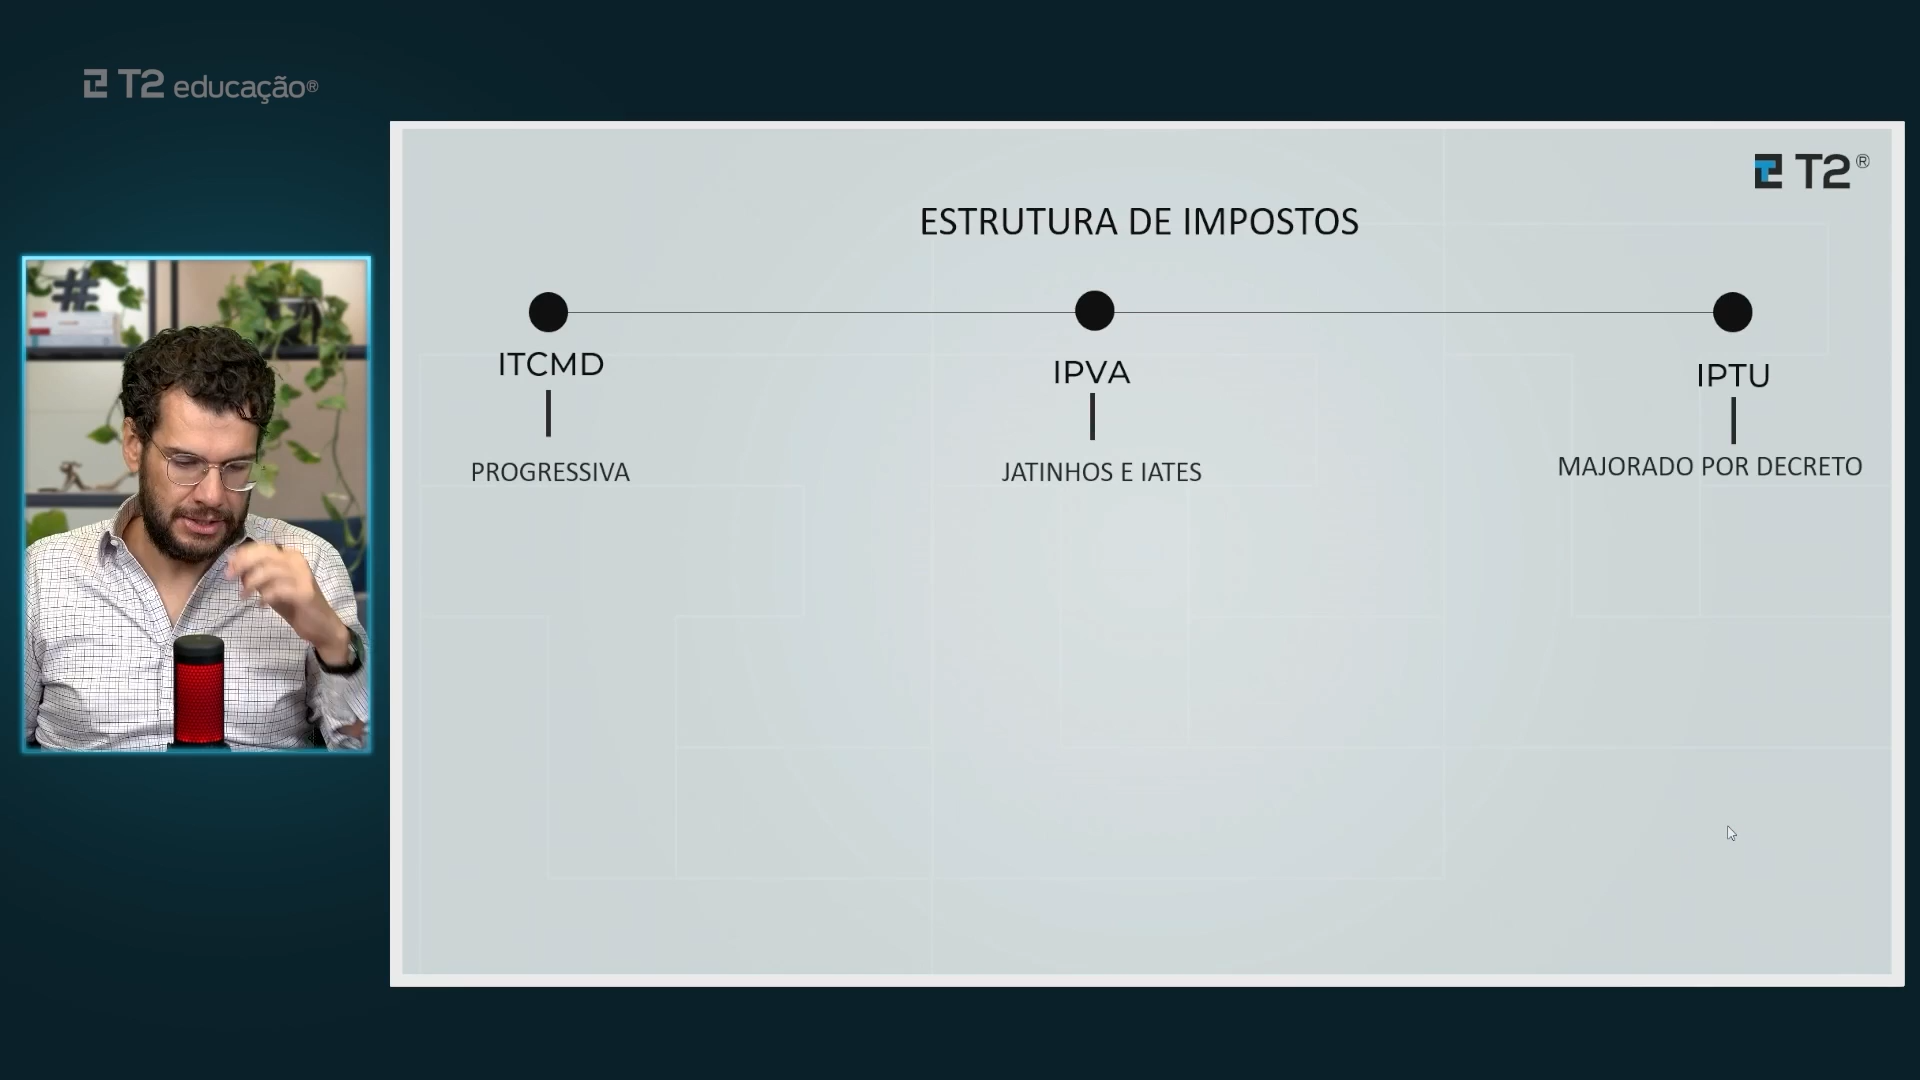 T2 educação®
T2®
ESTRUTURA DE IMPOSTOS
ITCMD
IPVA
IPTU
PROGRESSIVA
JATINHOS E IATES
MAJORADO POR DECRETO